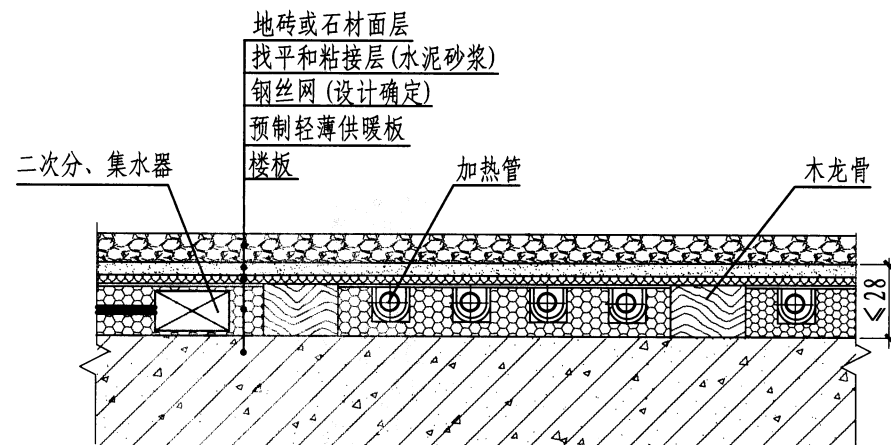 地砖或石材面层
找平和粘接层(水泥砂浆)
钢丝网(设计确定)
预制轻薄供暖板
楼板
二次分、集水器
加热管
木龙骨
≤28